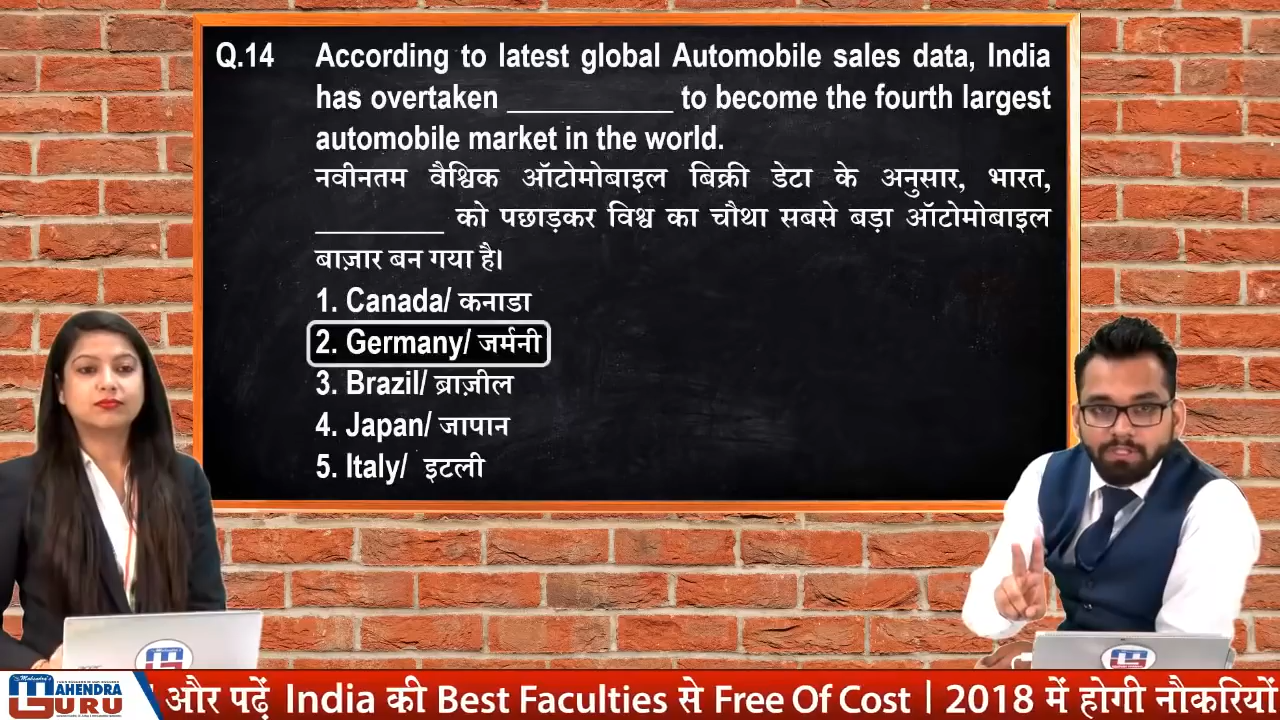 Q.14 According to latest global Automobile sales data, India
has overtaken ____________ to become the fourth largest
automobile market in the world.
नवीनतम वैश्विक ऑटोमोबाइल बिक्री डेटा के अनुसार, भारत,
__________ को पछाड़कर विश्व का चौथा सबसे बड़ा ऑटोमोबाइल
बाज़ार बन गया है।
1. Canada/ कनाडा
2. Germany/ जर्मनी
3. Brazil/ ब्राज़ील
4. Japan/ जापान
5. Italy/ इटली
Mahendra's
MAHENDRA
GURU
और पढ़ें India की Best Faculties से Free Of Cost | 2018 में होगी नौकरियों